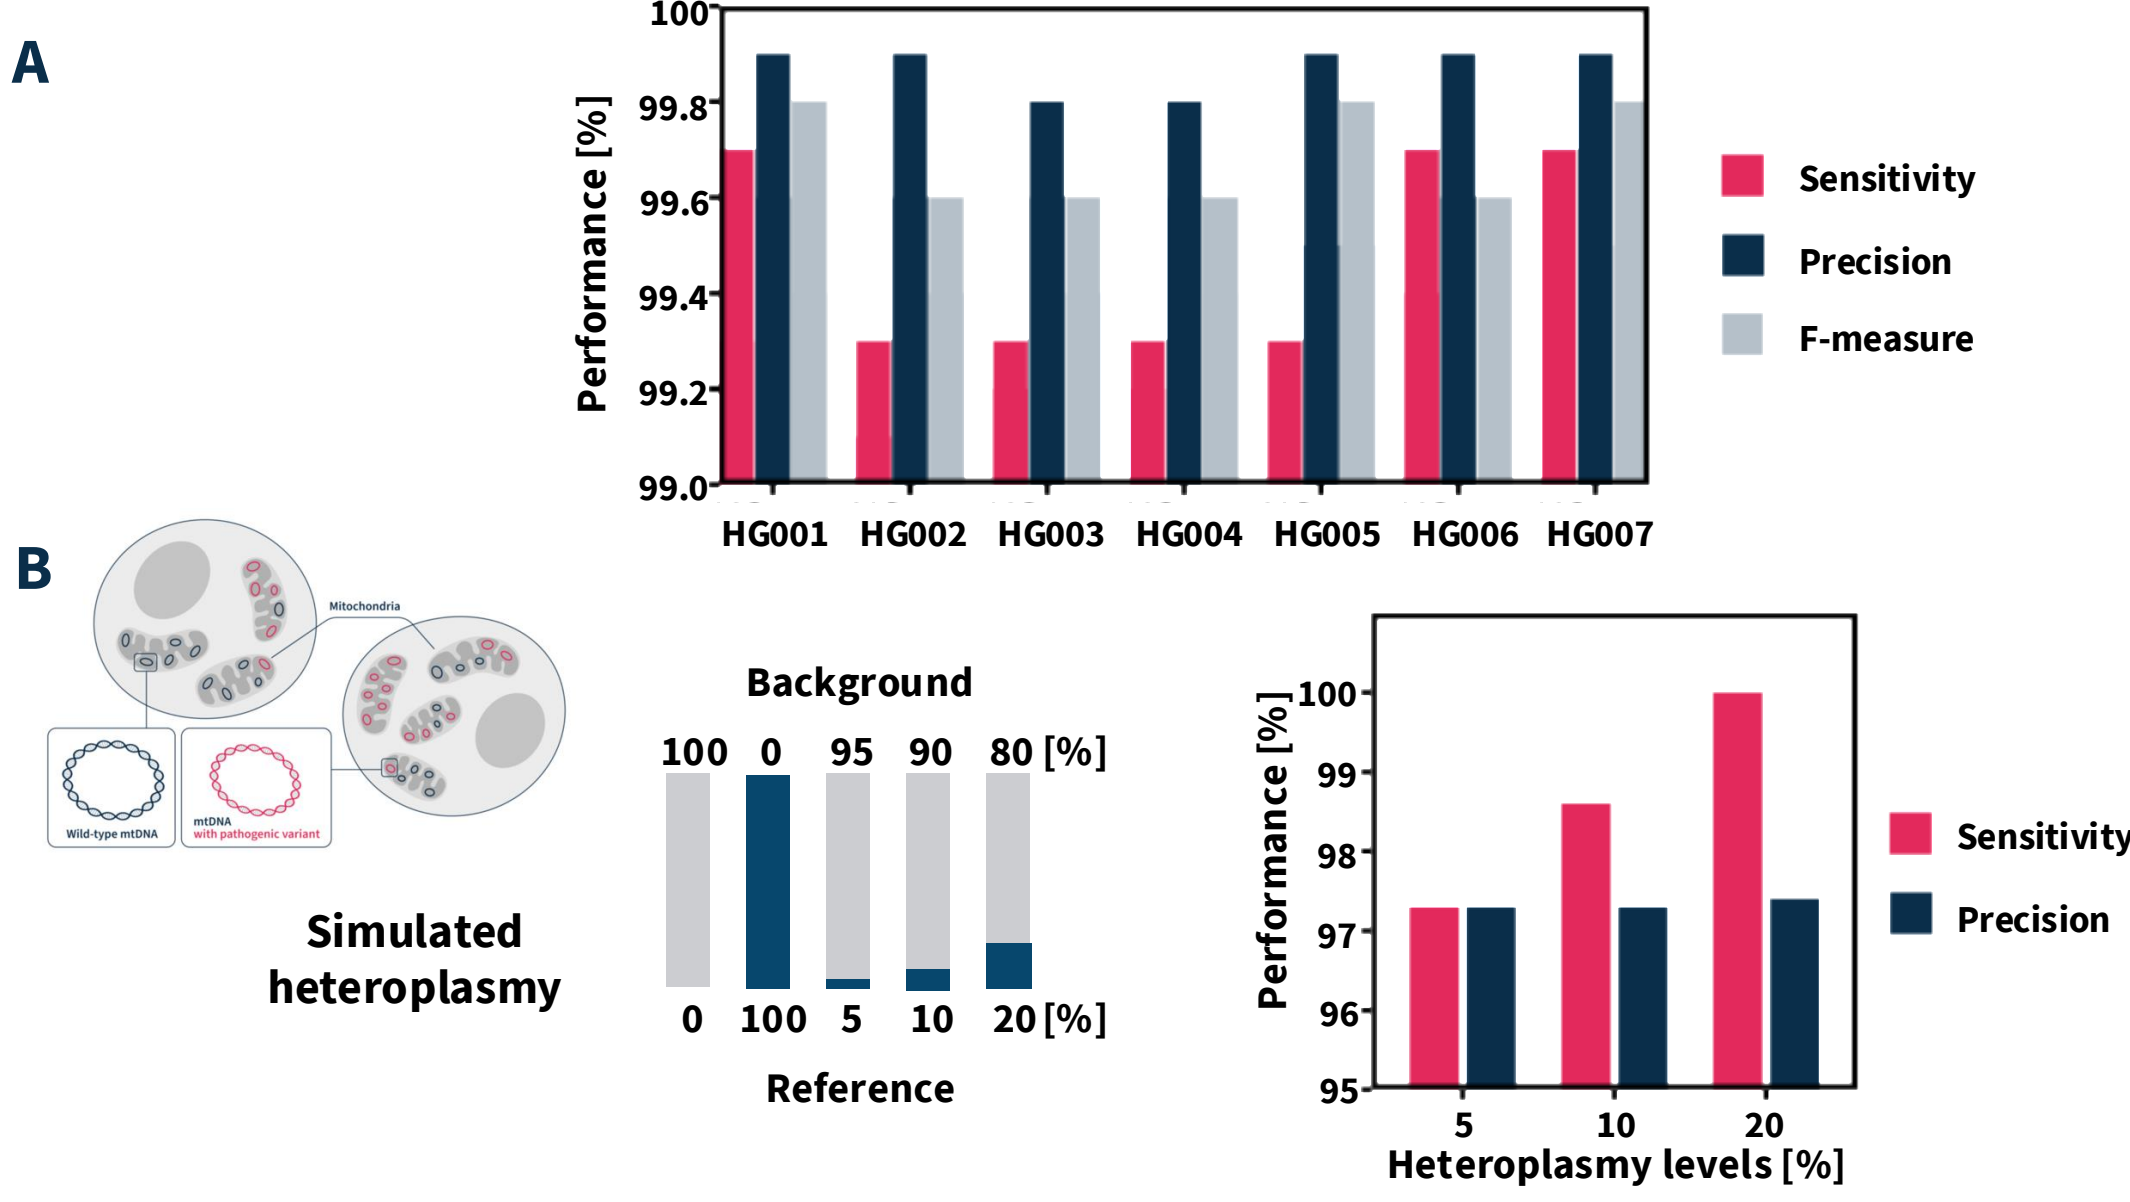 A
100
99.8
99.6
99.4
99.2
99.0
Performance [%]
HG001 HG002 HG003 HG004 HG005 HG006 HG007
Sensitivity
Precision
F-measure
B
Mitochondria
Wild-type mtDNA
mtDNA
with pathogenic variant
Simulated
heteroplasmy
Background
100 0 95 90 80 [%]
0 100 5 10 20 [%]
Reference
Performance [%]
100
99
98
97
96
95
5 10 20
Heteroplasmy levels [%]
Sensitivity
Precision